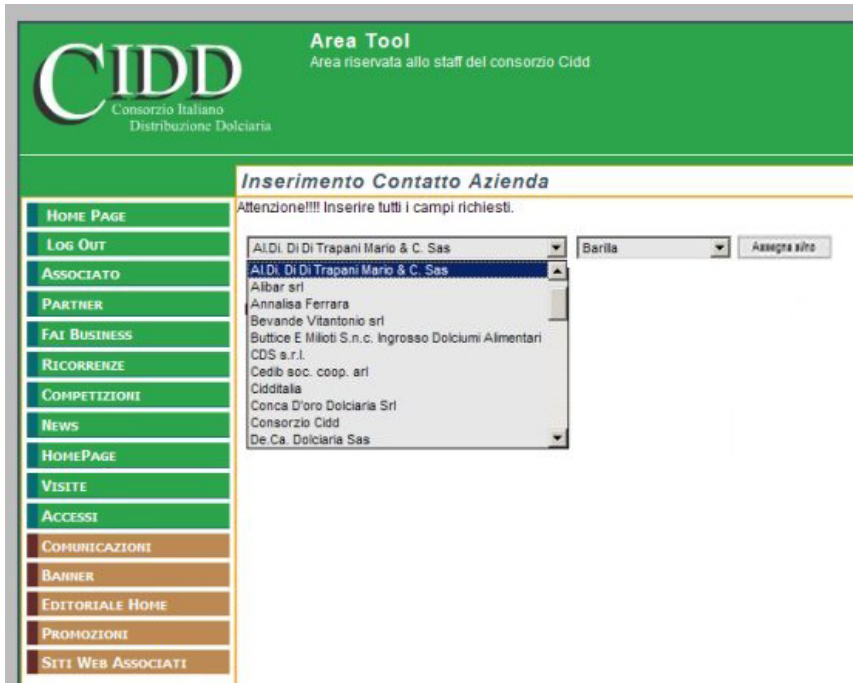 CIDD
Consorzio Italiano
Distribuzione Dolciaria
Area Tool
Area riservata allo staff del consorzio Cidd
Inserimento Contatto Azienda
Attenzione!!!! Inserire tutti i campi richiesti.
Al.Di. Di Di Trapani Mario & C. Sas
Barilla
Assegna si/no
Al.Di. Di Di Trapani Mario & C. Sas
Alibar srl
Annalisa Ferrara
Bevande Vitantonio srl
Buttice E Milioti S.n.c. Ingrosso Dolciumi Alimentari
CDS s.r.l.
Cedib soc. coop. arl
Cidditalia
Conca D'oro Dolciaria Srl
Consorzio Cidd
De.Ca. Dolciaria Sas
Home Page
Log Out
Associato
Partner
Fai Business
Ricorrenze
Competizioni
News
HomePage
Visite
Accessi
Comunicazioni
Banner
Editoriale Home
Promozioni
Siti Web Associati